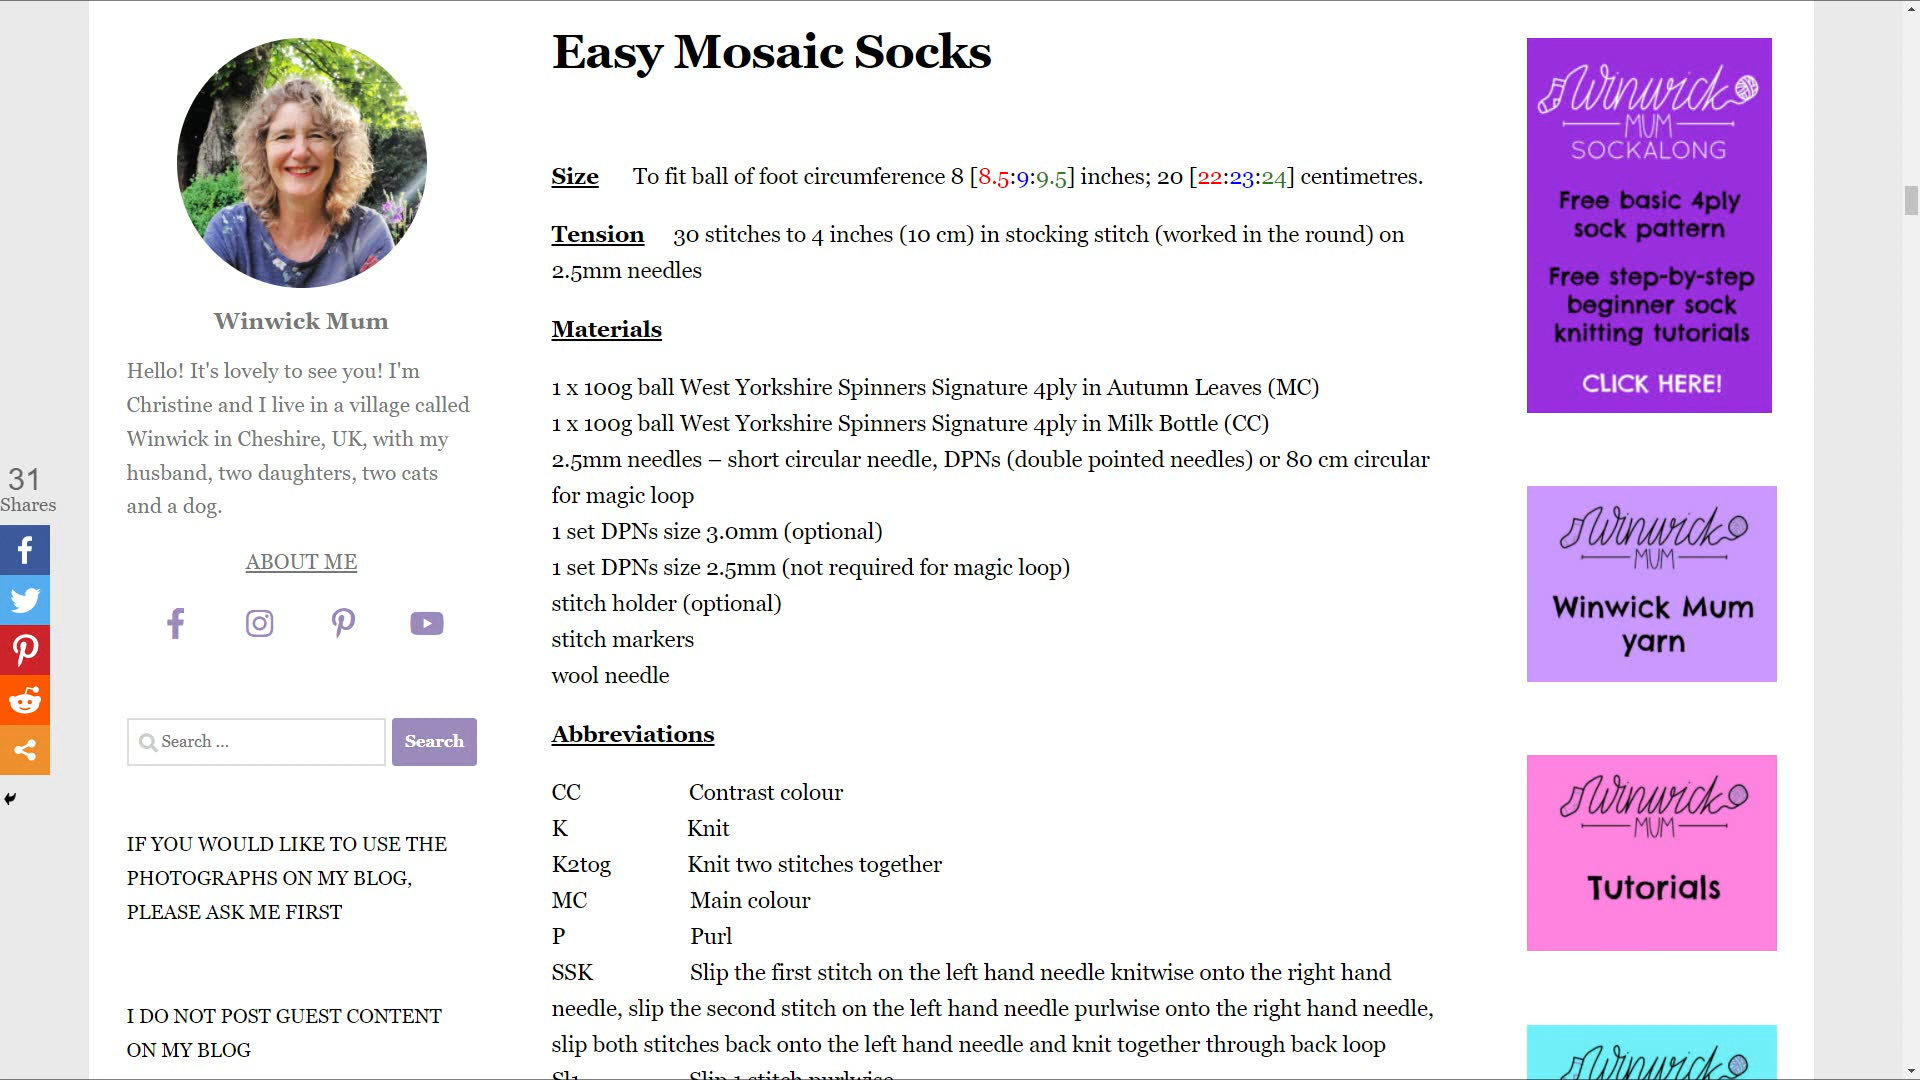 Easy Mosaic Socks
Size To fit ball of foot circumference 8 [8.5:9:9.5] inches; 20 [22:23:24] centimetres.
Tension 30 stitches to 4 inches (10 cm) in stocking stitch (worked in the round) on
2.5mm needles
Materials
1 x 100g ball West Yorkshire Spinners Signature 4ply in Autumn Leaves (MC)
1 x 100g ball West Yorkshire Spinners Signature 4ply in Milk Bottle (CC)
2.5mm needles – short circular needle, DPNs (double pointed needles) or 80 cm circular
for magic loop
1 set DPNs size 3.0mm (optional)
1 set DPNs size 2.5mm (not required for magic loop)
stitch holder (optional)
stitch markers
wool needle
Abbreviations
CC Contrast colour
K Knit
K2tog Knit two stitches together
MC Main colour
P Purl
SSK Slip the first stitch on the left hand needle knitwise onto the right hand
needle, slip the second stitch on the left hand needle purlwise onto the right hand needle,
slip both stitches back onto the left hand needle and knit together through back loop
Sl1 Slip 1 stitch purlwise
Winwick Mum
Hello! It's lovely to see you! I'm
Christine and I live in a village called
Winwick in Cheshire, UK, with my
husband, two daughters, two cats
and a dog.
ABOUT ME
Search ...
Search
IF YOU WOULD LIKE TO USE THE
PHOTOGRAPHS ON MY BLOG,
PLEASE ASK ME FIRST
I DO NOT POST GUEST CONTENT
ON MY BLOG
31
Shares
Winwick
MUM
SOCKALONG
Free basic 4ply
sock pattern
Free step-by-step
beginner sock
knitting tutorials
CLICK HERE!
Winwick
MUM
Winwick Mum
yarn
Winwick
MUM
Tutorials
Winwick